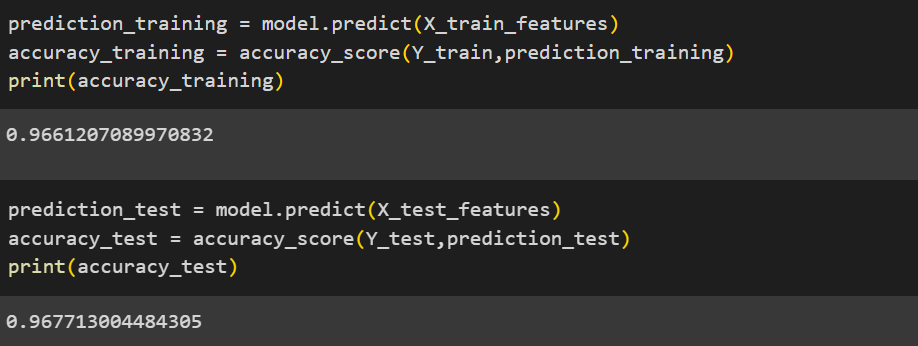 prediction_training = model.predict(X_train_features)
accuracy_training = accuracy_score(Y_train,prediction_training)
print(accuracy_training)
0.9661207089970832
prediction_test = model.predict(X_test_features)
accuracy_test = accuracy_score(Y_test,prediction_test)
print(accuracy_test)
0.967713004484305